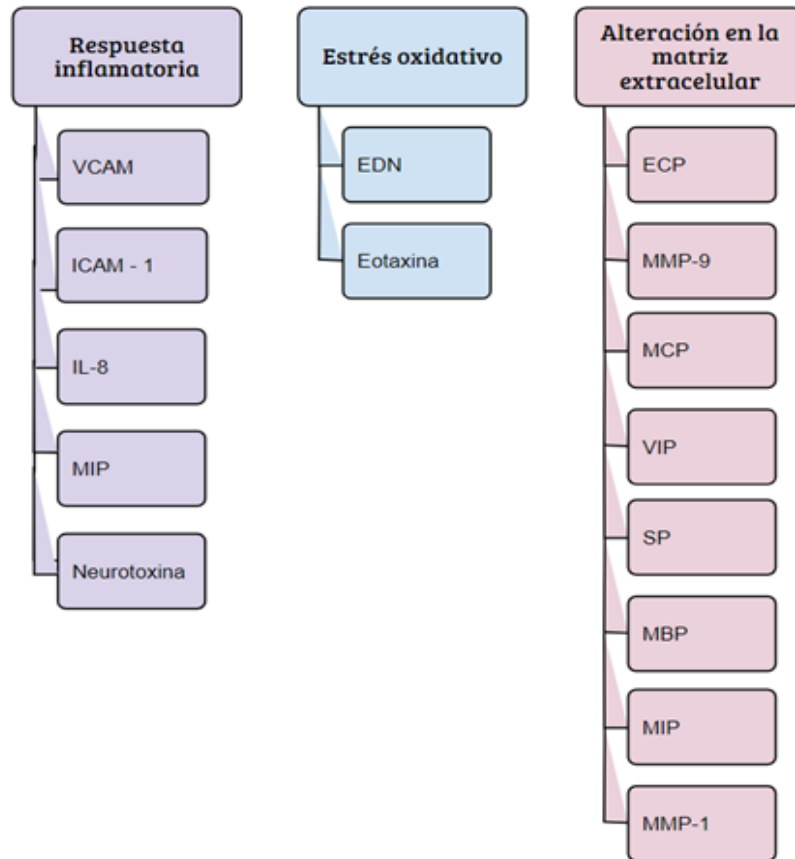 Respuesta
inflamatoria
VCAM
ICAM - 1
IL-8
MIP
Neurotoxina
Estrés oxidativo
EDN
Eotaxina
Alteración en la
matriz
extracelular
ECP
MMP-9
MCP
VIP
SP
MBP
MIP
MMP-1